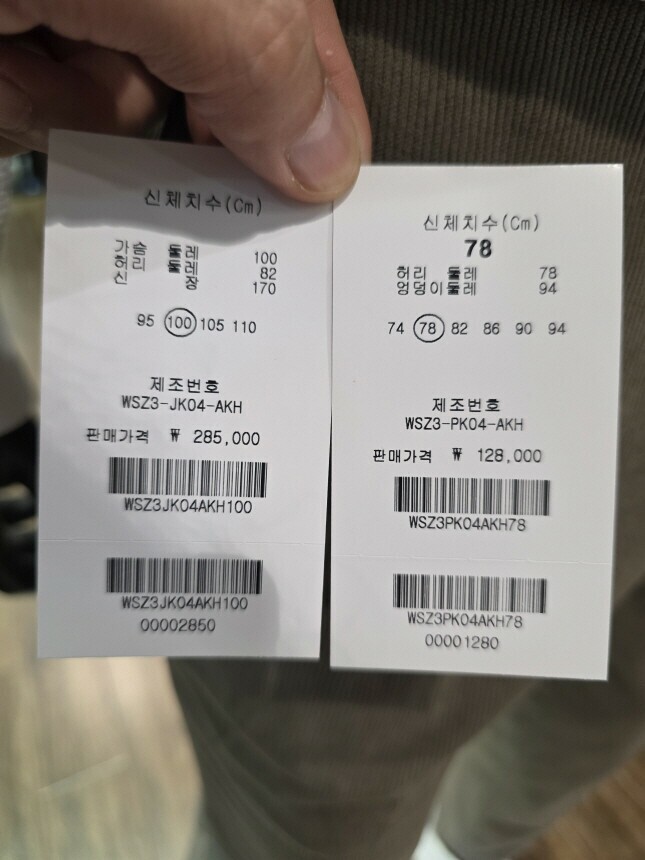 신체치수(Cm)
가슴 둘레 100
허리 둘레 82
신 장 170
95 100 105 110
제조번호
WSZ3-JK04-AKH
판매가격 ₩ 285,000
WSZ3JK04AKH100
WSZ3JK04AKH100
00002850
신체치수(Cm)
78
허리 둘레 78
엉덩이둘레 94
74 78 82 86 90 94
제조번호
WSZ3-PK04-AKH
판매가격 ₩ 128,000
WSZ3PK04AKH78
WSZ3PK04AKH78
00001280